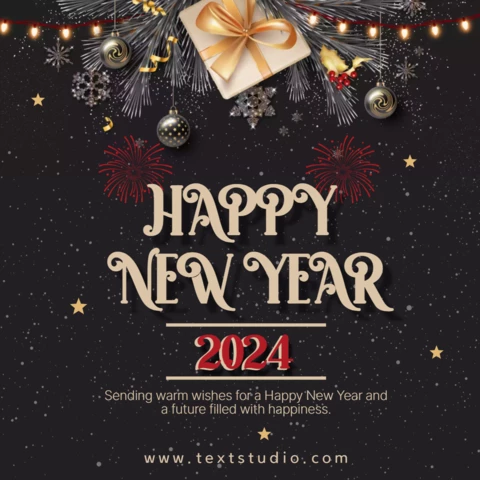 HAPPY
NEW YEAR
2024
Sending warm wishes for a Happy New Year and
a future filled with happiness.
www.textstudio.com